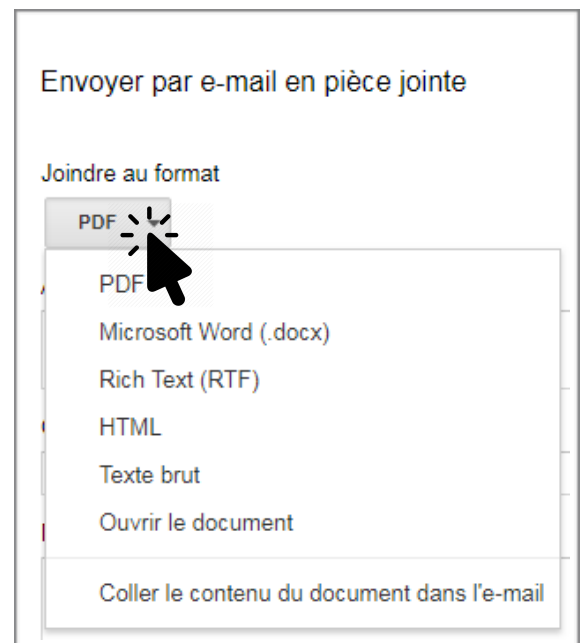 Envoyer par e-mail en pièce jointe
Joindre au format
PDF
PDF
Microsoft Word (.docx)
Rich Text (RTF)
HTML
Texte brut
Ouvrir le document
Coller le contenu du document dans l'e-mail